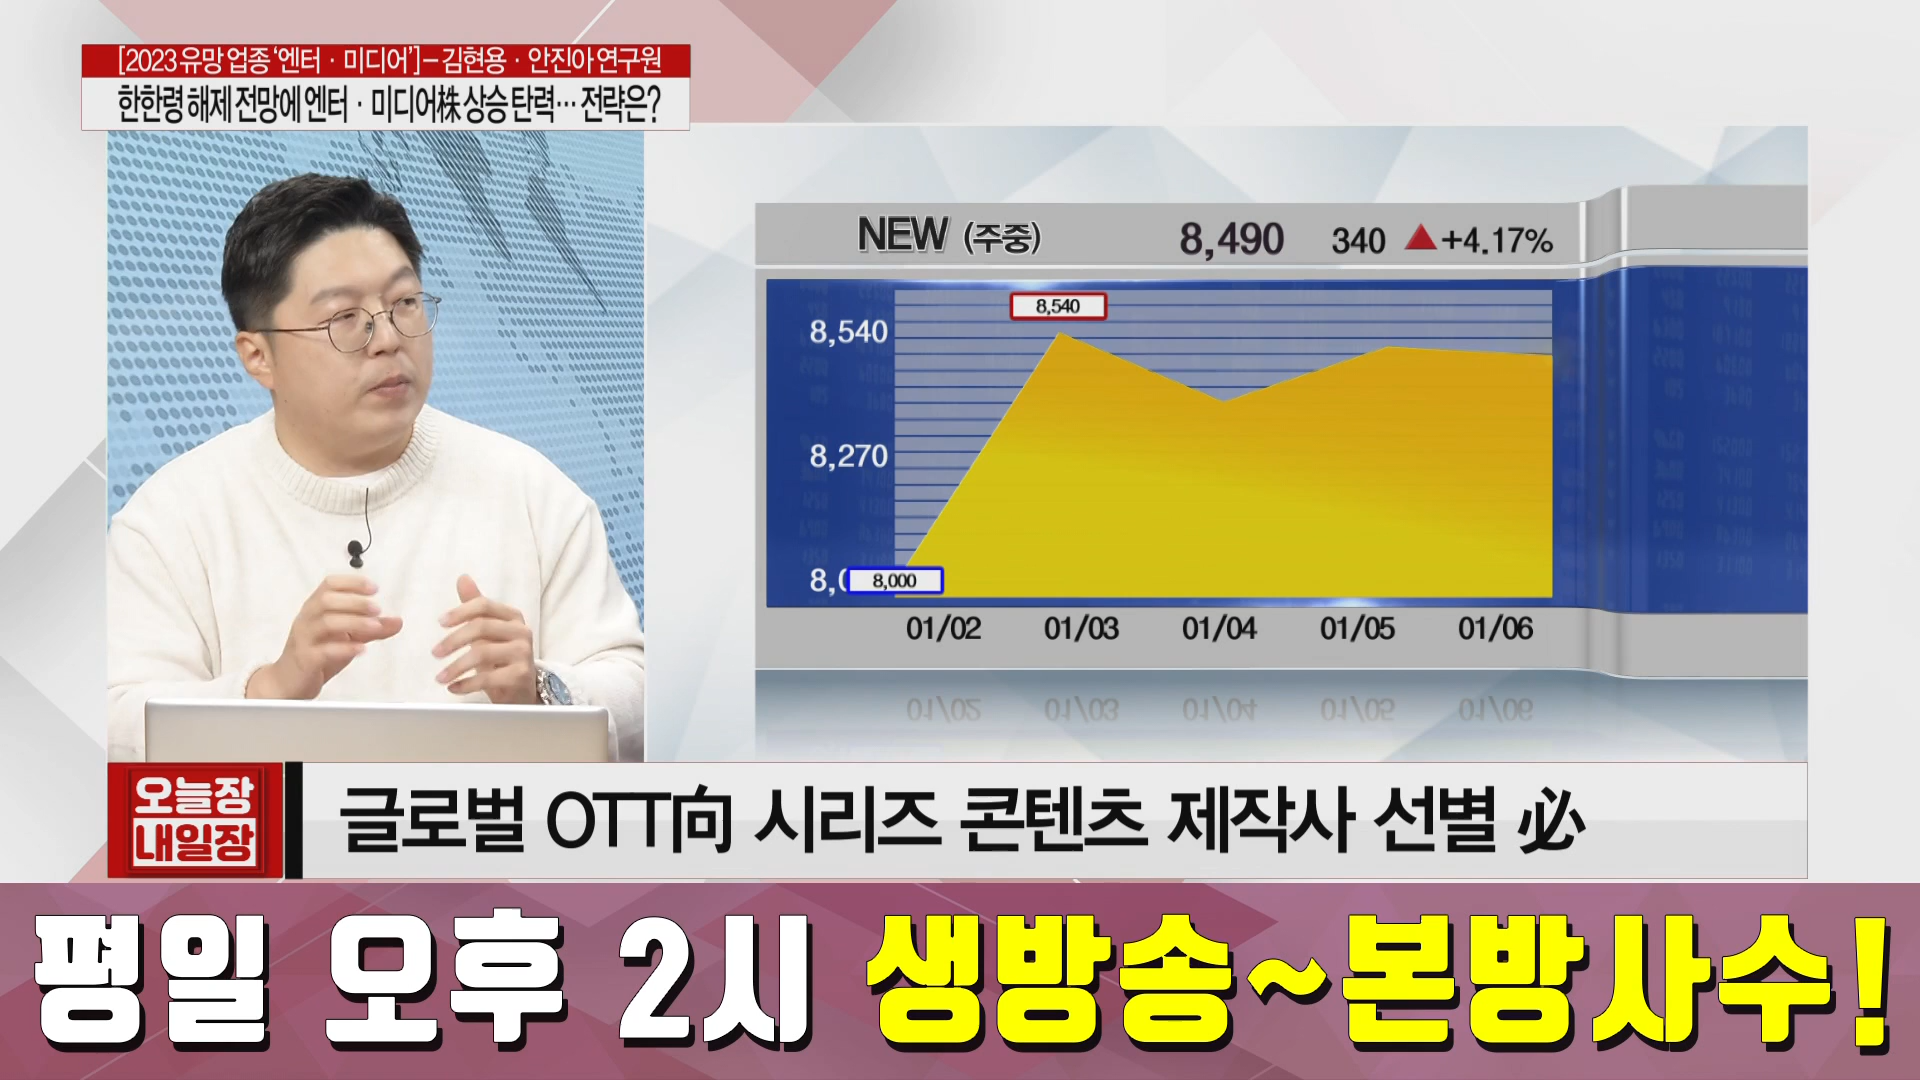 [2023 유망 업종 ‘엔터 · 미디어’] – 김현용 · 안진아 연구원
한한령 해제 전망에 엔터 · 미디어株 상승 탄력… 전략은?
NEW (주중) 8,490 340 ▲+4.17%
8,540
8,540
8,270
8,000
01/02 01/03 01/04 01/05 01/06
오늘장
내일장
글로벌 OTT向 시리즈 콘텐츠 제작사 선별 必
평일 오후 2시 생방송~본방사수!